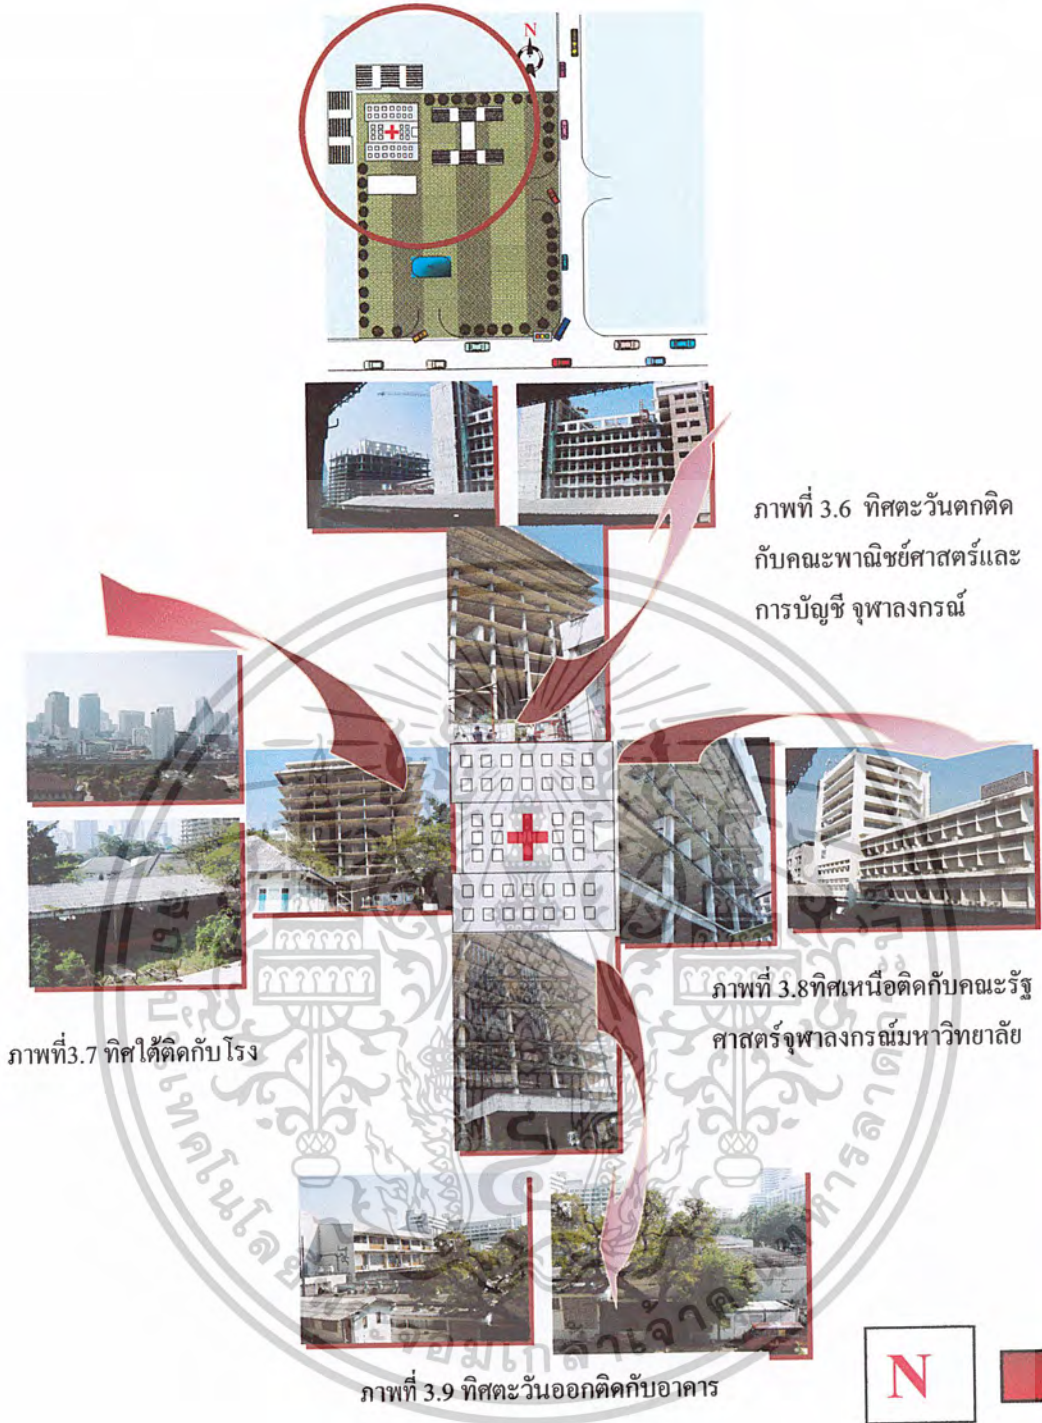 N
ภาพที่ 3.6 ทิศตะวันตกติด
กับคณะพาณิชย์ศาสตร์และ
การบัญชี จุฬาลงกรณ์
ภาพที่3.7 ทิศใต้ติดกับโรง
ภาพที่ 3.8ทิศเหนือติดกับคณะรัฐ
ศาสตร์จุฬาลงกรณ์มหาวิทยาลัย
ภาพที่ 3.9 ทิศตะวันออกติดกับอาคาร
N